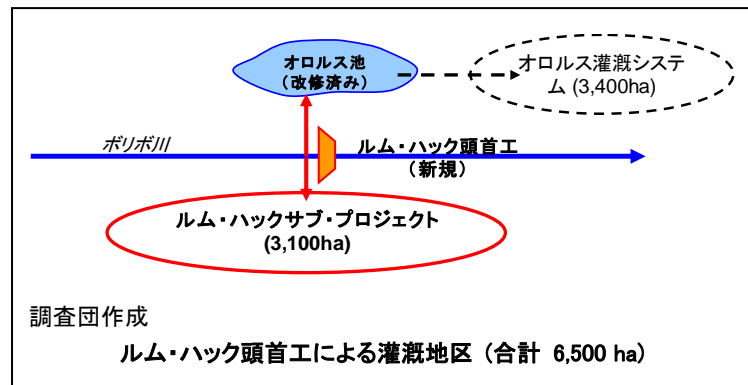 オロルス池
(改修済み)
オロルス灌漑システ
ム (3,400ha)
ボリボ川
ルム・ハック頭首工
(新規)
ルム・ハックサブ・プロジェクト
(3,100ha)
調査団作成
ルム・ハック頭首工による灌漑地区 (合計 6,500 ha)